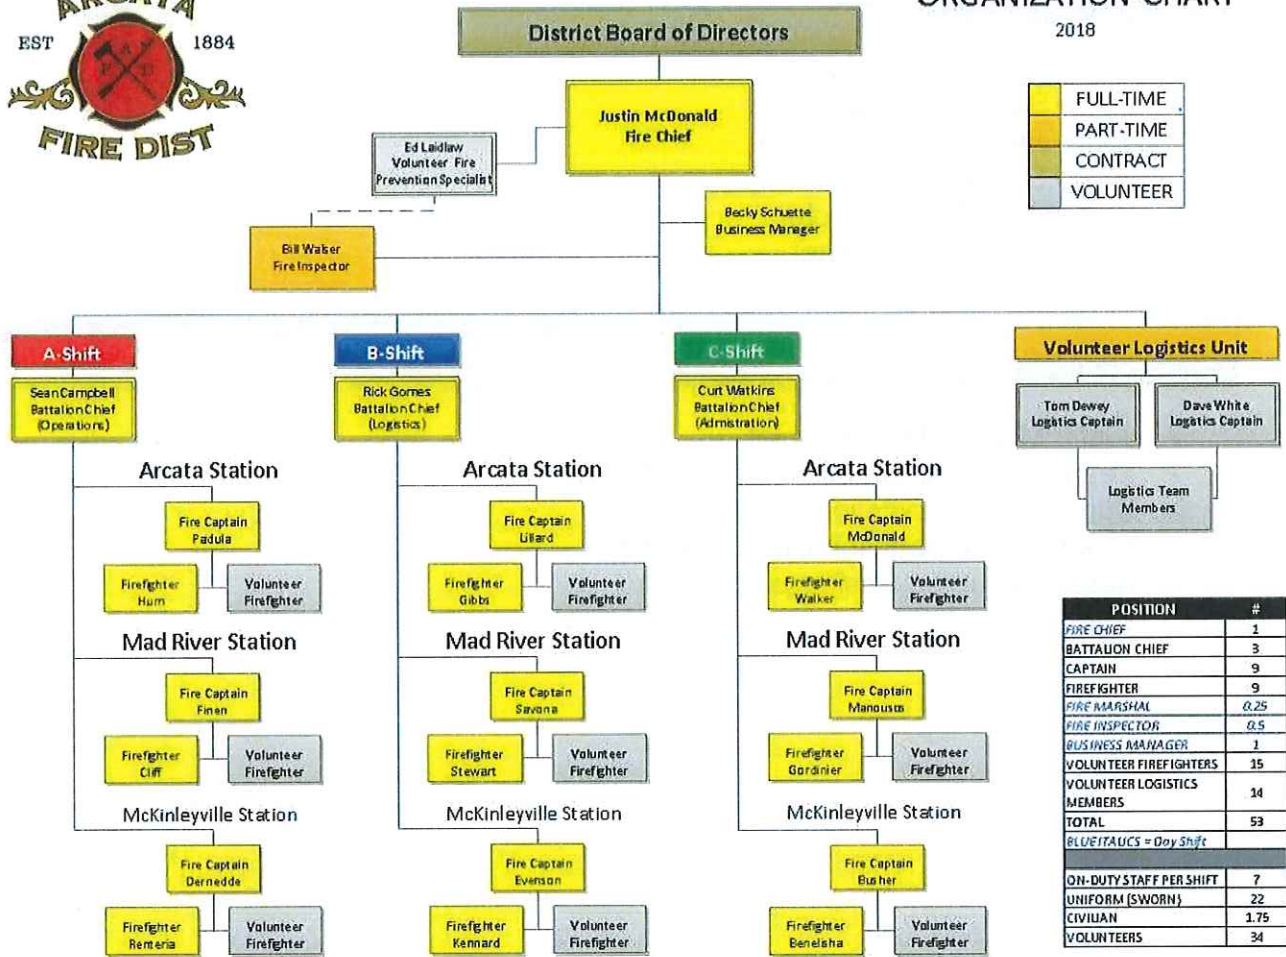 ARCATA
EST 1884
FIRE DIST
ORGANIZATION CHART
2018
District Board of Directors
Justin McDonald
Fire Chief
FULL-TIME
PART-TIME
CONTRACT
VOLUNTEER
Ed Laidlaw
Volunteer Fire
Prevention Specialist
Becky Schuette
Business Manager
Bill Walser
Fire Inspector
A-Shift
Sean Campbell
Battalion Chief
(Operations)
Arcata Station
Fire Captain
Padula
Firefighter
Hurn
Volunteer
Firefighter
Mad River Station
Fire Captain
Finen
Firefighter
Cliff
Volunteer
Firefighter
McKinleyville Station
Fire Captain
Dernedde
Firefighter
Renteria
Volunteer
Firefighter
B-Shift
Rick Gomes
Battalion Chief
(Logistics)
Arcata Station
Fire Captain
Lillard
Firefighter
Gibbs
Volunteer
Firefighter
Mad River Station
Fire Captain
Savona
Firefighter
Stewart
Volunteer
Firefighter
McKinleyville Station
Fire Captain
Evenson
Firefighter
Kennard
Volunteer
Firefighter
C-Shift
Curt Watkins
Battalion Chief
(Admistration)
Arcata Station
Fire Captain
McDonald
Firefighter
Walker
Volunteer
Firefighter
Mad River Station
Fire Captain
Manousos
Firefighter
Gordinier
Volunteer
Firefighter
McKinleyville Station
Fire Captain
Busher
Firefighter
Benelisha
Volunteer
Firefighter
Volunteer Logistics Unit
Tom Dewey
Logistics Captain
Dave White
Logistics Captain
Logistics Team
Members
POSITION #
FIRE CHIEF 1
BATTALION CHIEF 3
CAPTAIN 9
FIREFIGHTER 9
FIRE MARSHAL 0.25
FIRE INSPECTOR 0.5
BUSINESS MANAGER 1
VOLUNTEER FIREFIGHTERS 15
VOLUNTEER LOGISTICS
MEMBERS 14
TOTAL 53
BLUE ITALICS = Day Shift
ON-DUTY STAFF PER SHIFT 7
UNIFORM (SWORN) 22
CIVILIAN 1.75
VOLUNTEERS 34